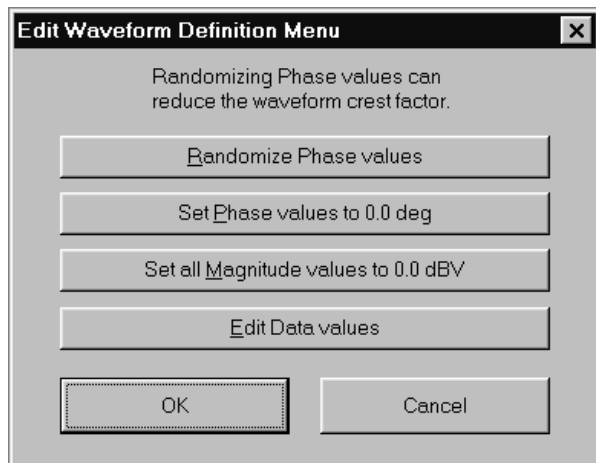 Edit Waveform Definition Menu
Randomizing Phase values can
reduce the waveform crest factor.
Randomize Phase values
Set Phase values to 0.0 deg
Set all Magnitude values to 0.0 dBV
Edit Data values
OK
Cancel